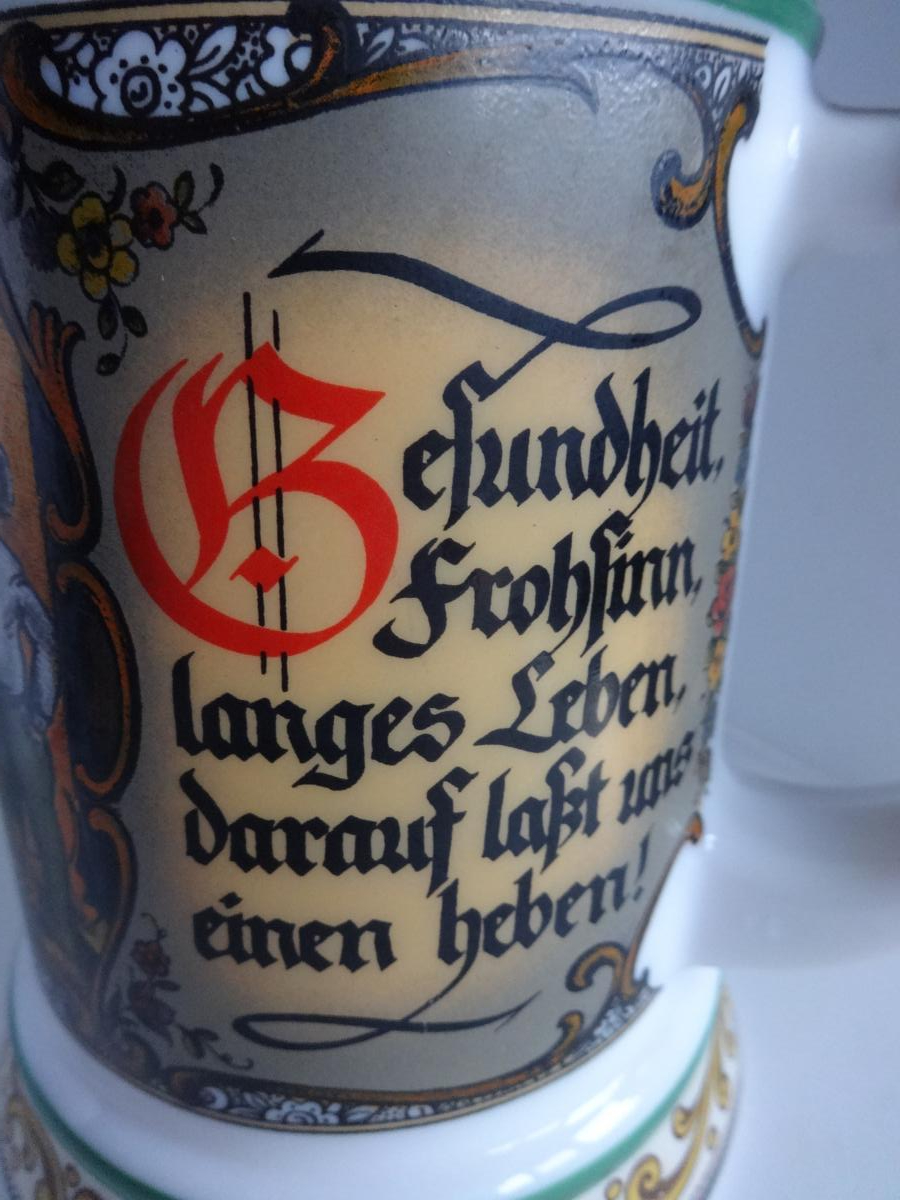 Geſundheit,
Frohſinn,
langes Leben,
darauf laßt uns
einen heben!